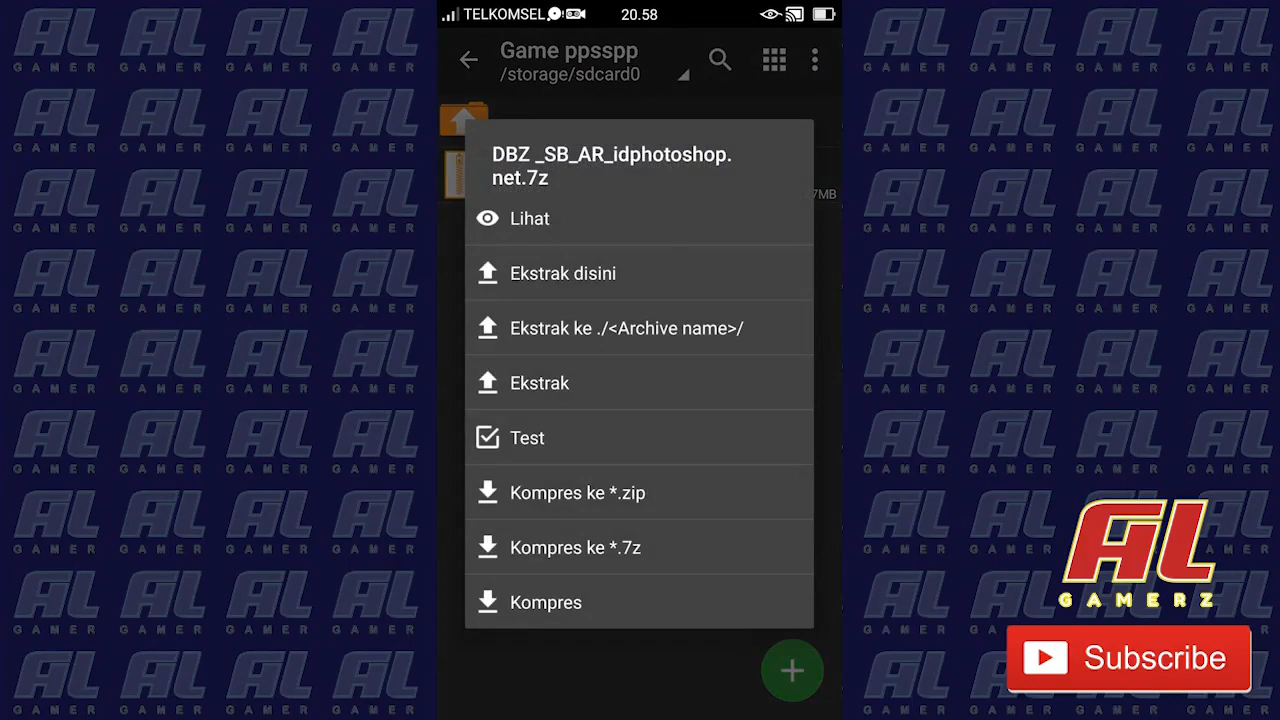 TELKOMSEL
20.58
Game ppsspp
/storage/sdcard0
DBZ _SB_AR_idphotoshop.
net.7z
7MB
Lihat
Ekstrak disini
Ekstrak ke ./<Archive name>/
Ekstrak
Test
Kompres ke *.zip
Kompres ke *.7z
Kompres
AL
GAMERZ
Subscribe